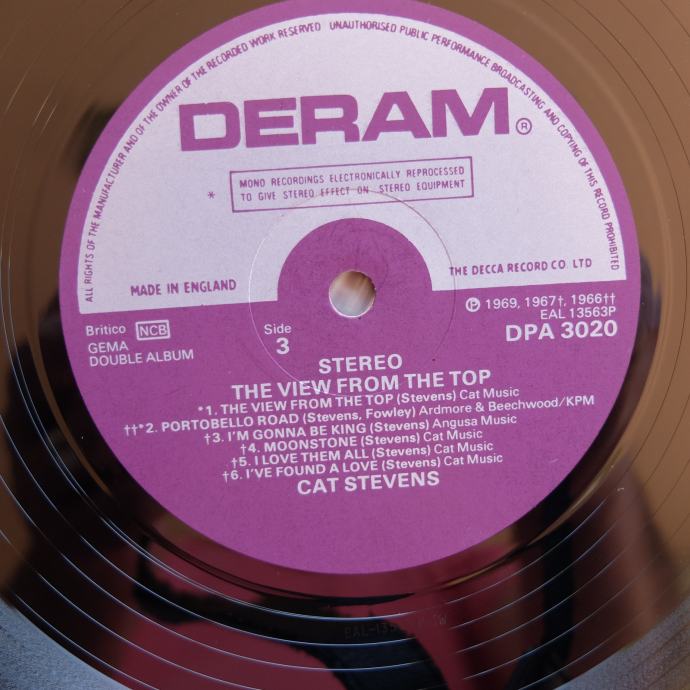 ALL RIGHTS OF THE MANUFACTURER AND OF THE OWNER OF THE RECORDED WORK RESERVED UNAUTHORISED PUBLIC PERFORMANCE BROADCASTING AND COPYING OF THIS RECORD PROHIBITED
DERAM®
* MONO RECORDINGS ELECTRONICALLY REPROCESSED
TO GIVE STEREO EFFECT ON STEREO EQUIPMENT
MADE IN ENGLAND
THE DECCA RECORD CO. LTD
Britico NCB
GEMA
DOUBLE ALBUM
Side
3
℗ 1969, 1967†, 1966††
EAL 13563P
DPA 3020
STEREO
THE VIEW FROM THE TOP
*1. THE VIEW FROM THE TOP (Stevens) Cat Music
††*2. PORTOBELLO ROAD (Stevens, Fowley) Ardmore & Beechwood/KPM
†3. I'M GONNA BE KING (Stevens) Angusa Music
†4. MOONSTONE (Stevens) Cat Music
†5. I LOVE THEM ALL (Stevens) Cat Music
†6. I'VE FOUND A LOVE (Stevens) Cat Music
CAT STEVENS